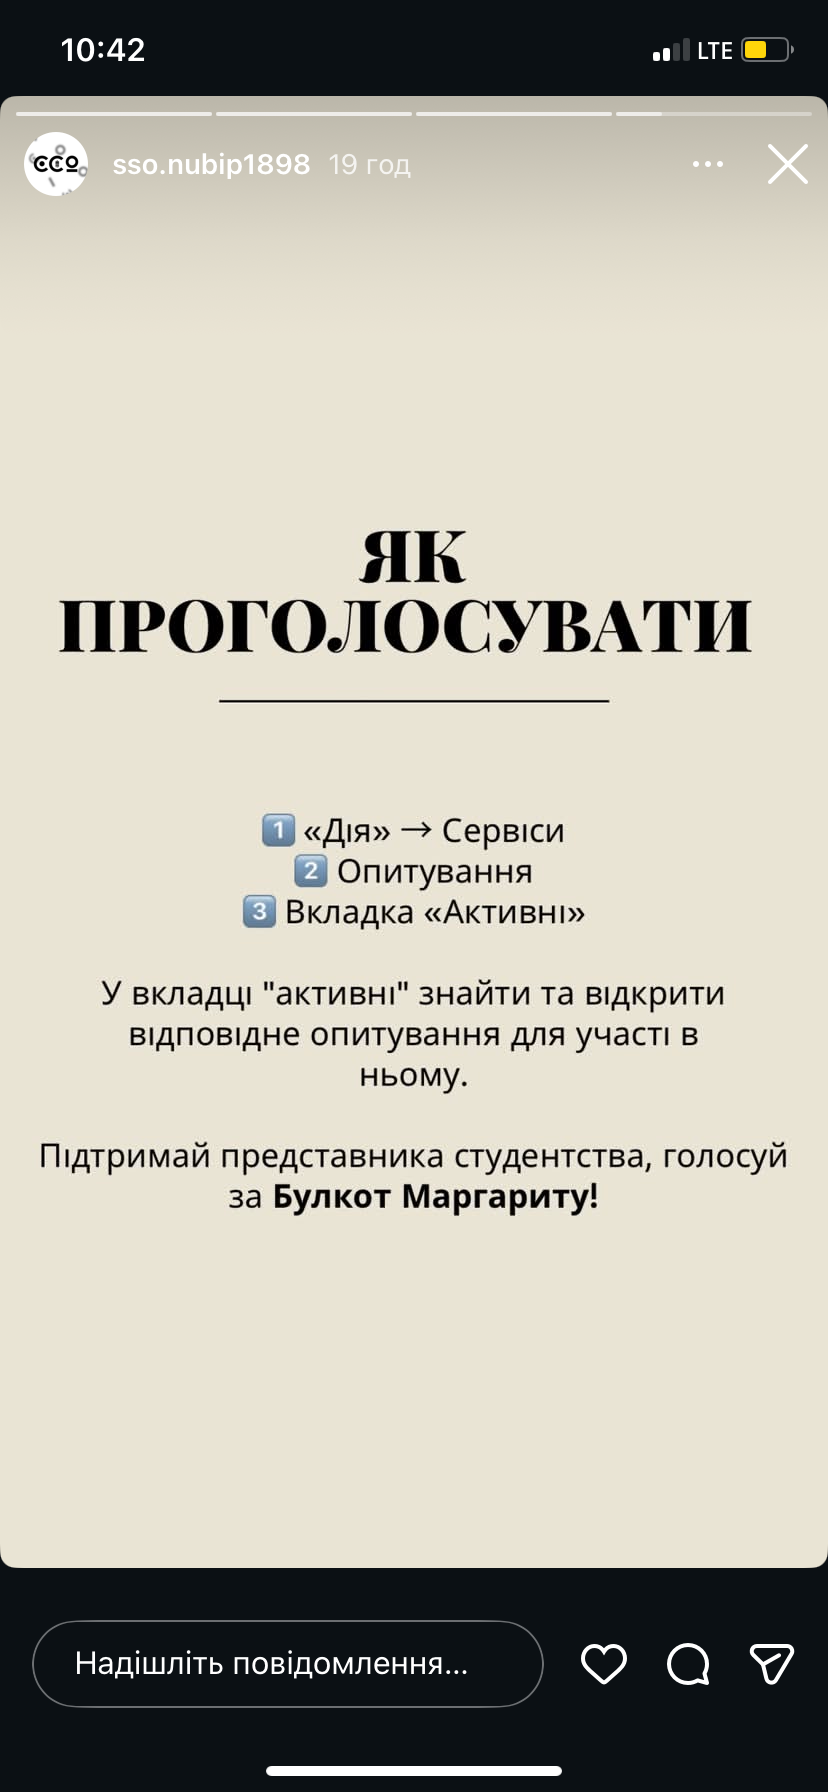 10:42
LTE
ССО
sso.nubip1898 19 год
ЯК
ПРОГОЛОСУВАТИ
1 «Дія» → Сервіси
2 Опитування
3 Вкладка «Активні»
У вкладці "активні" знайти та відкрити
відповідне опитування для участі в
ньому.
Підтримай представника студентства, голосуй
за Булкот Маргариту!
Надішліть повідомлення...